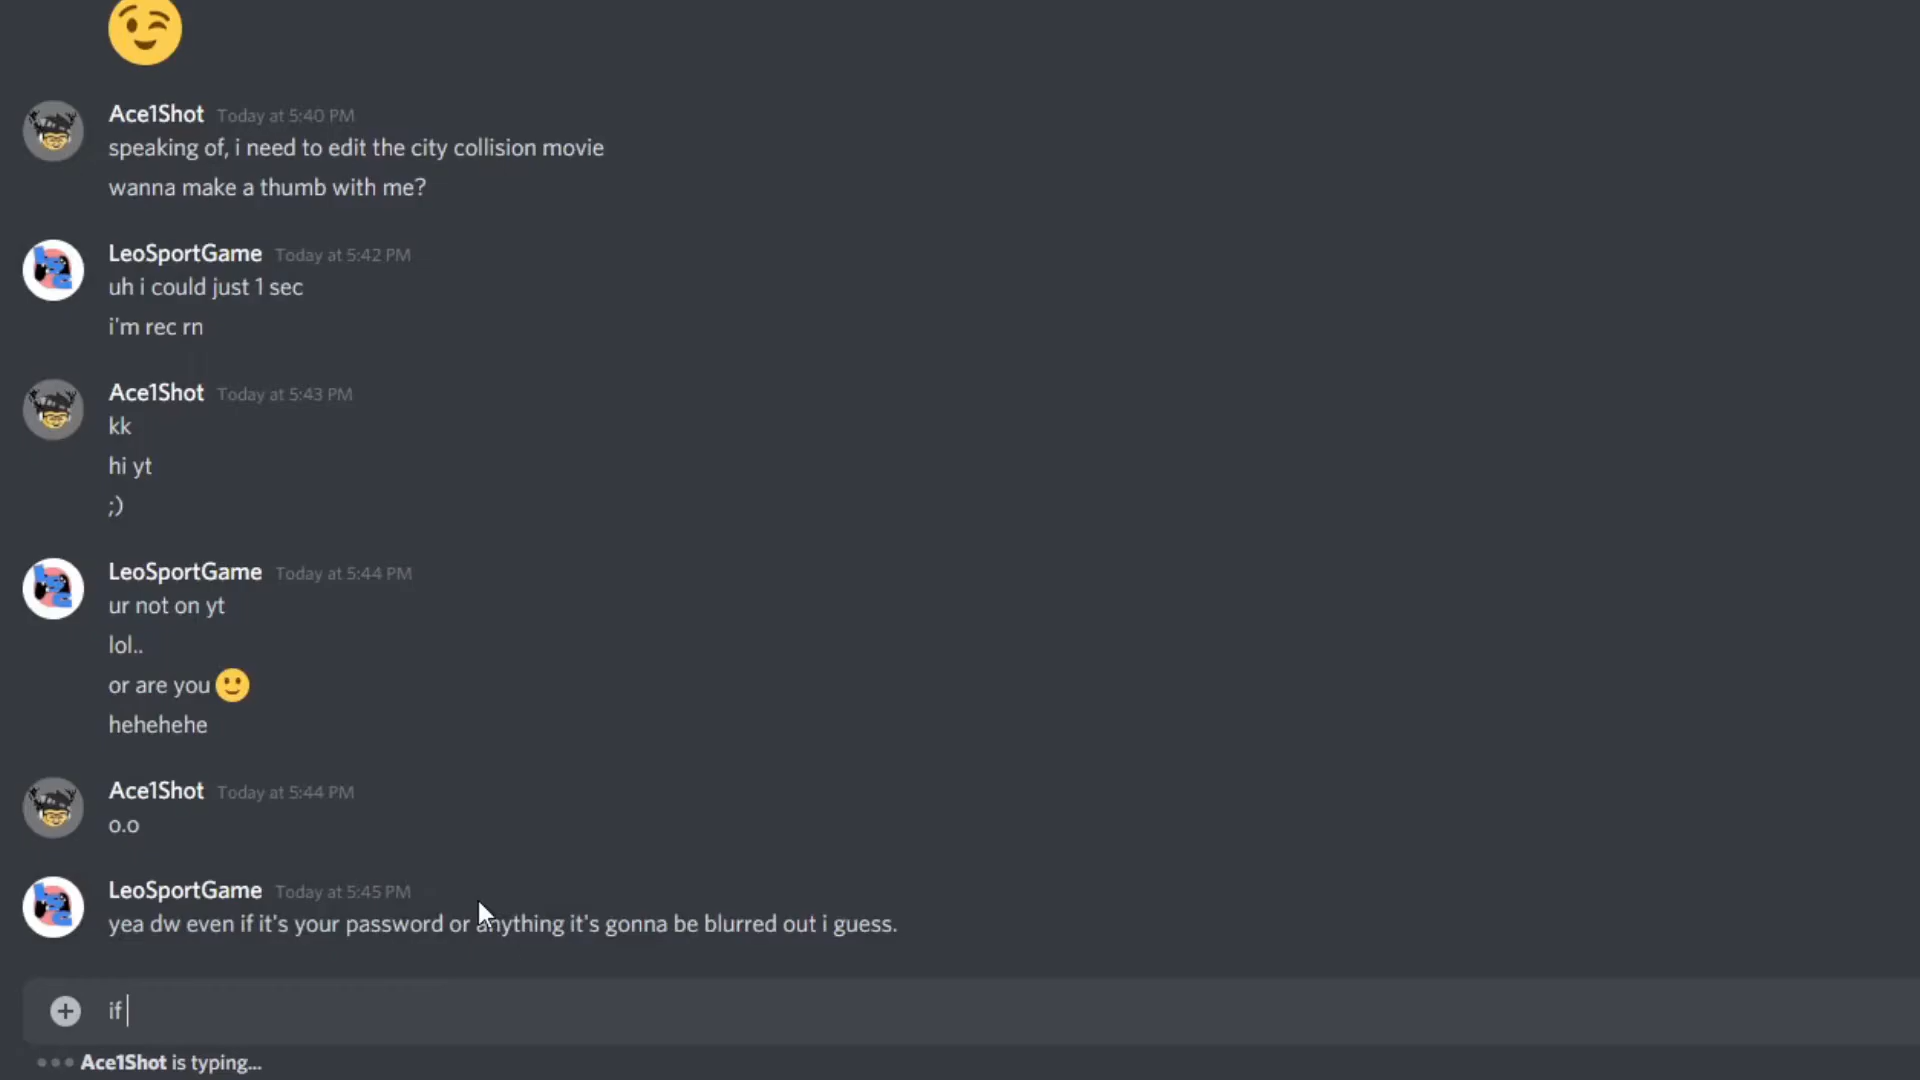 Ace1Shot Today at 5:40 PM
speaking of, i need to edit the city collision movie
wanna make a thumb with me?
LeoSportGame Today at 5:42 PM
uh i could just 1 sec
i'm rec rn
Ace1Shot Today at 5:43 PM
kk
hi yt
;)
LeoSportGame Today at 5:44 PM
ur not on yt
lol..
or are you 🙂
hehehehe
Ace1Shot Today at 5:44 PM
o.o
LeoSportGame Today at 5:45 PM
yea dw even if it's your password or anything it's gonna be blurred out i guess.
if
Ace1Shot is typing...